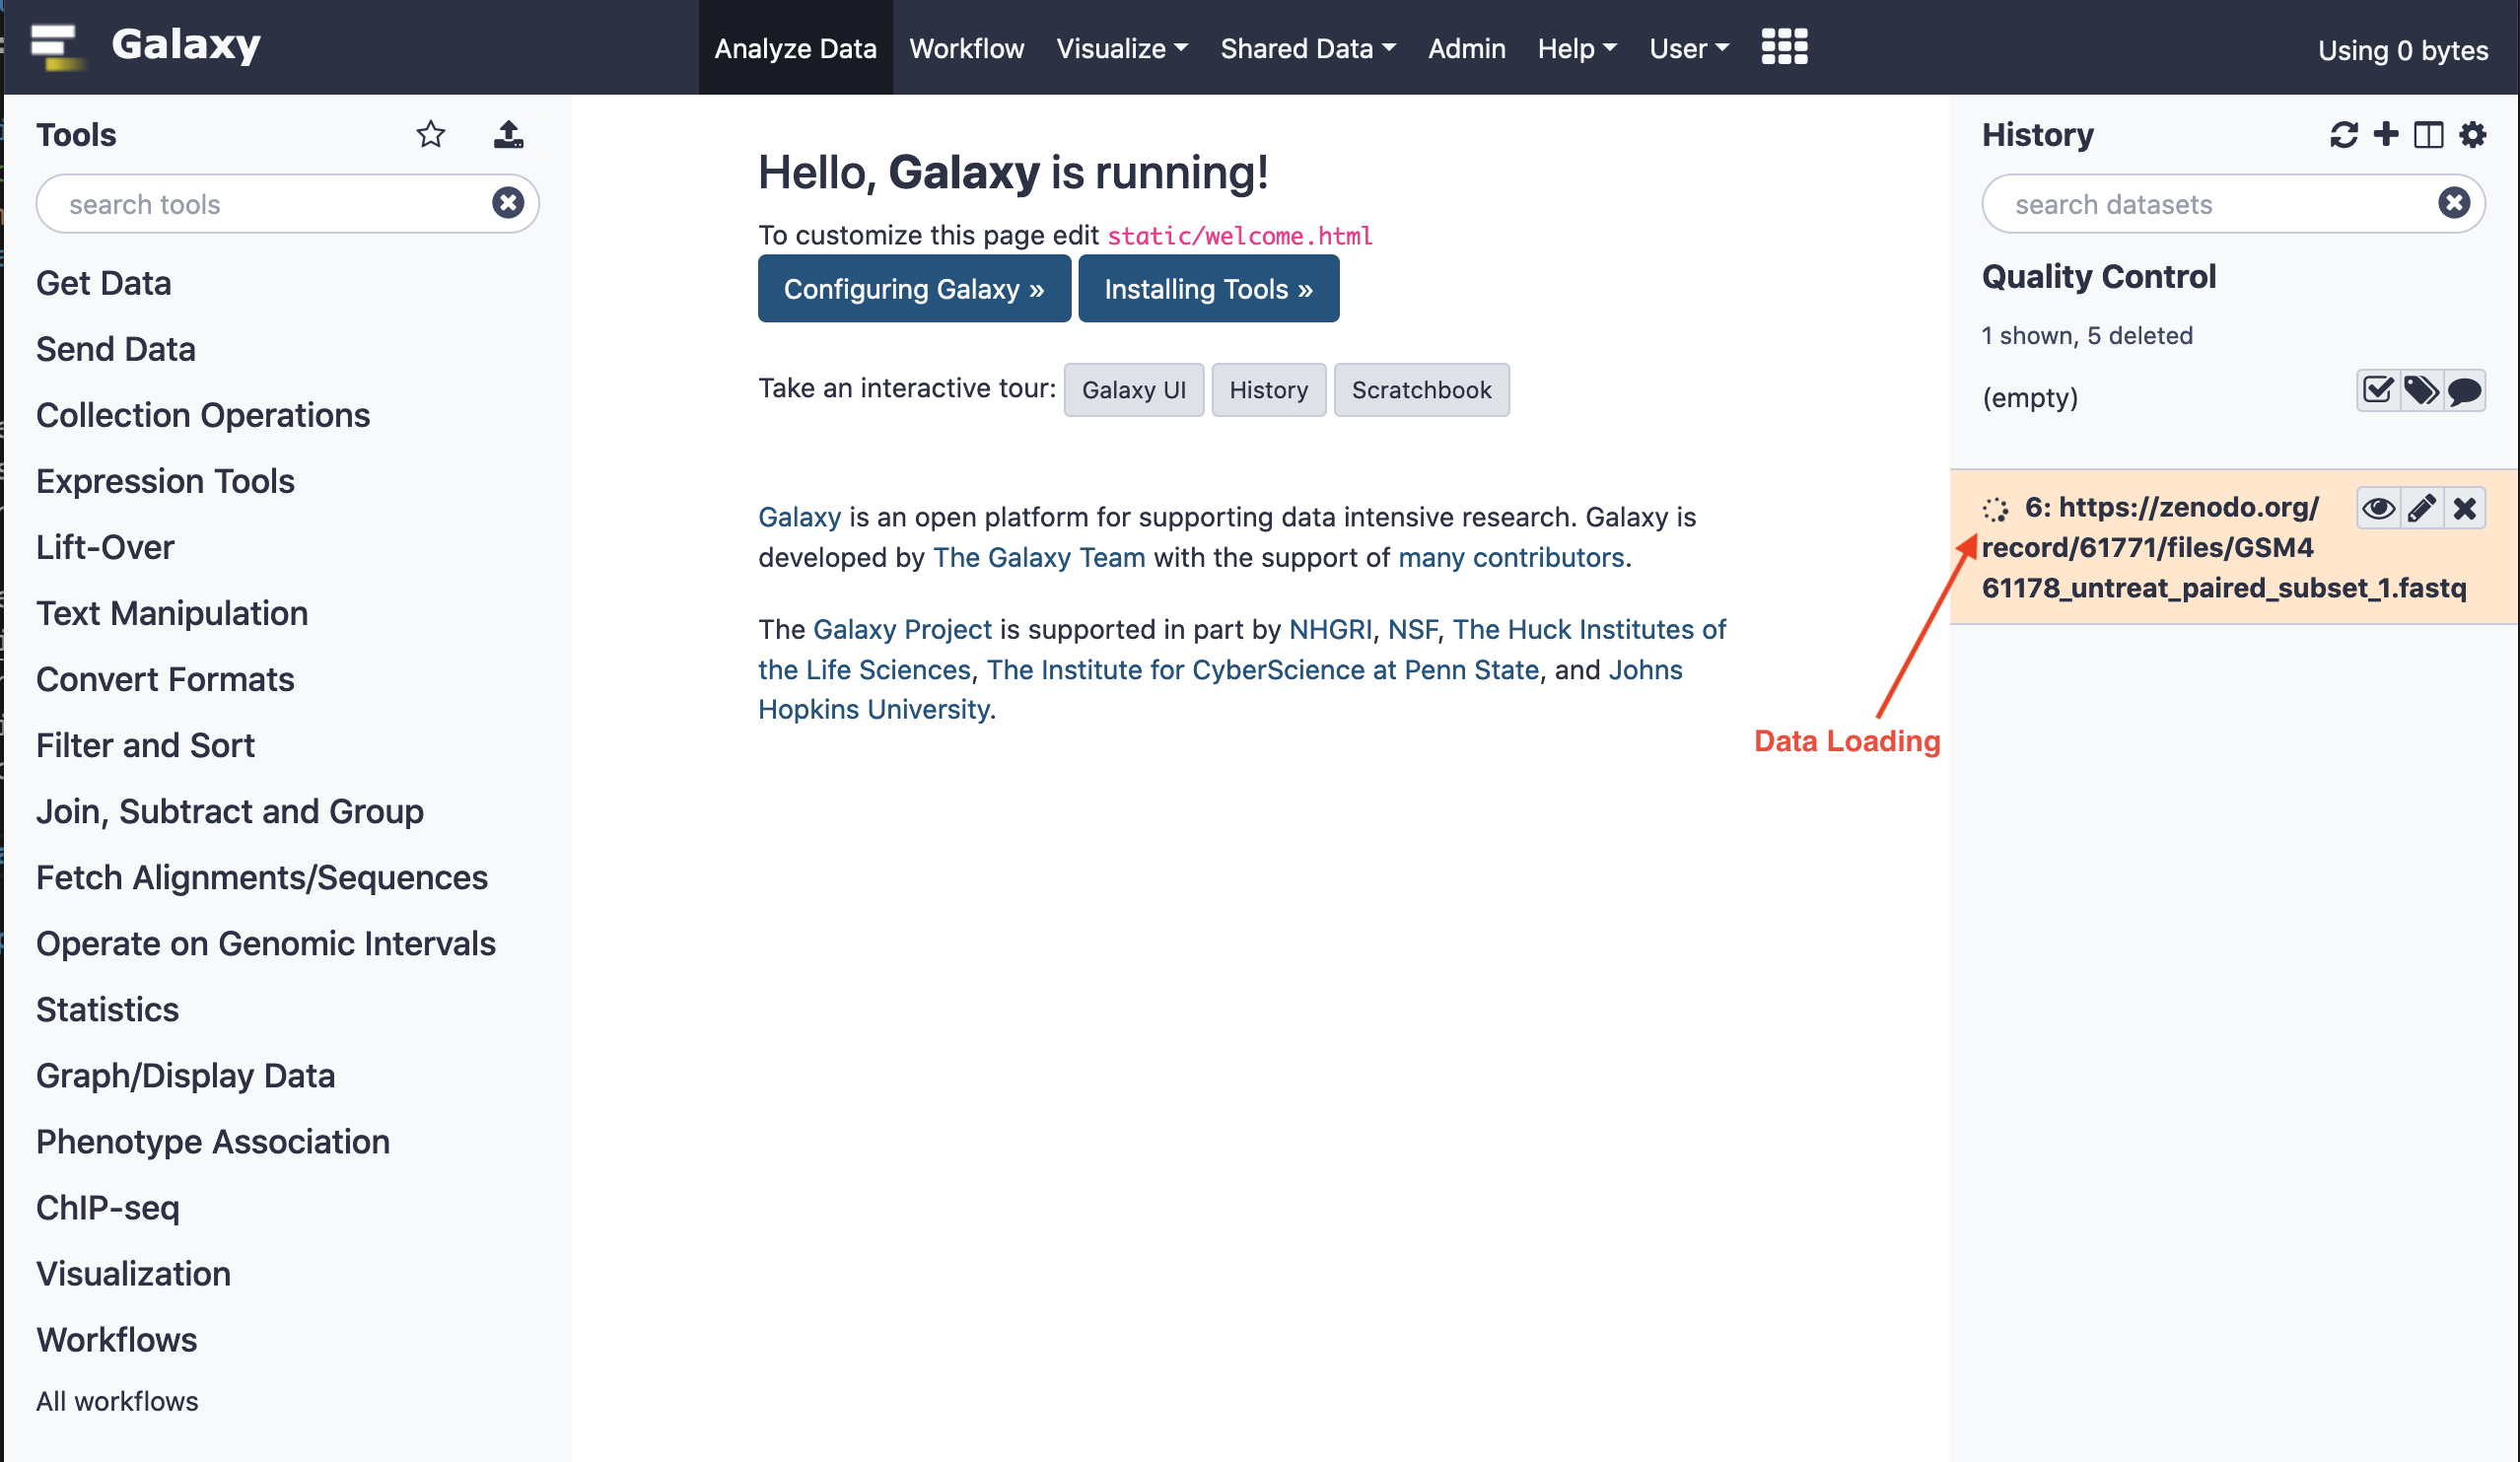 Galaxy
Analyze Data Workflow Visualize Shared Data Admin Help User
Using 0 bytes
Tools
search tools
Get Data
Send Data
Collection Operations
Expression Tools
Lift-Over
Text Manipulation
Convert Formats
Filter and Sort
Join, Subtract and Group
Fetch Alignments/Sequences
Operate on Genomic Intervals
Statistics
Graph/Display Data
Phenotype Association
ChIP-seq
Visualization
Workflows
All workflows
Hello, Galaxy is running!
To customize this page edit static/welcome.html
Configuring Galaxy » Installing Tools »
Take an interactive tour: Galaxy UI History Scratchbook
Galaxy is an open platform for supporting data intensive research. Galaxy is
developed by The Galaxy Team with the support of many contributors.
The Galaxy Project is supported in part by NHGRI, NSF, The Huck Institutes of
the Life Sciences, The Institute for CyberScience at Penn State, and Johns
Hopkins University.
Data Loading
History
search datasets
Quality Control
1 shown, 5 deleted
(empty)
6: https://zenodo.org/
record/61771/files/GSM4
61178_untreat_paired_subset_1.fastq